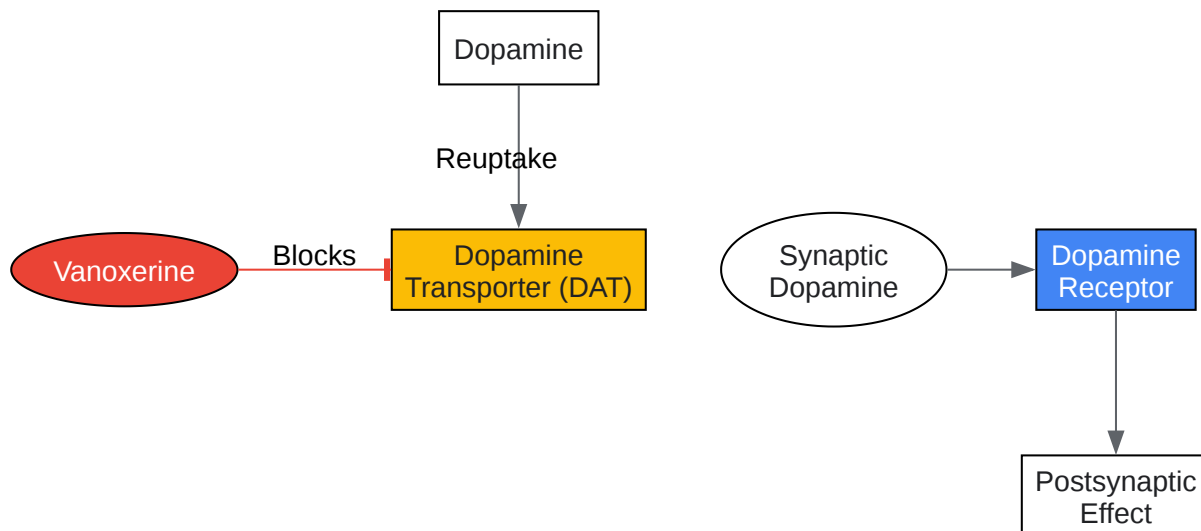 Dopamine
Reuptake
Vanoxerine
Blocks
Dopamine
Transporter (DAT)
Synaptic
Dopamine
Dopamine
Receptor
Postsynaptic
Effect